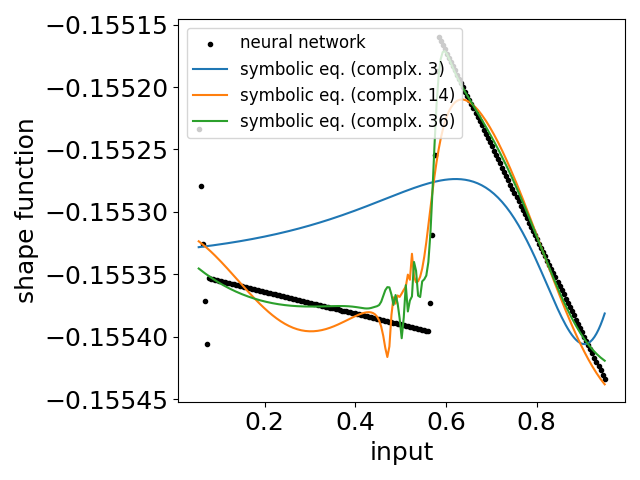 −0.15515
−0.15520
−0.15525
−0.15530
−0.15535
−0.15540
−0.15545
shape function
neural network
symbolic eq. (complx. 3)
symbolic eq. (complx. 14)
symbolic eq. (complx. 36)
0.2 0.4 0.6 0.8
input